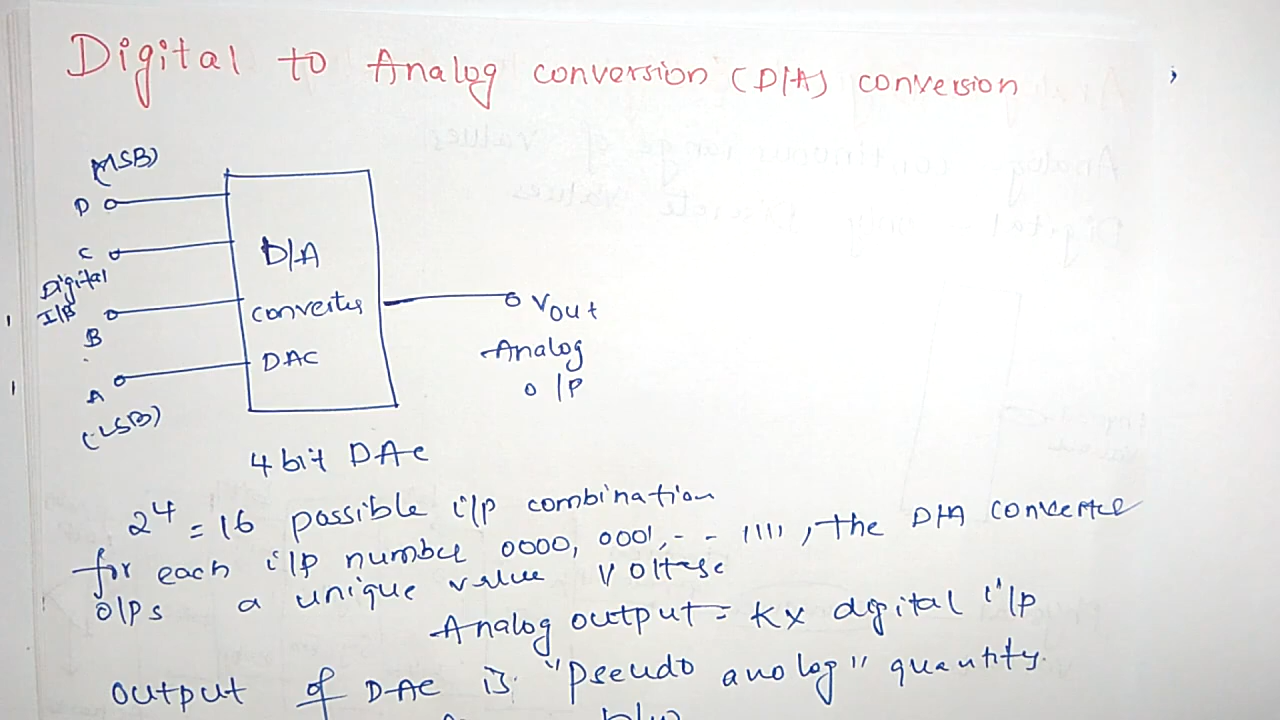 Digital to Analog conversion (D/A) conversion
(MSB)
D
C
Digital
I/P
B
A
(LSB)
D/A
converter
DAC
Vout
Analog
o/P
4 bit DAC
2⁴ = 16 possible i/p combination
for each i/p number 0000, 0001, - - 1111, the D/A converter
o/ps a unique value voltage
Analog output = K x digital i/p
output of DAC is "pseudo analog" quantity.
b/w